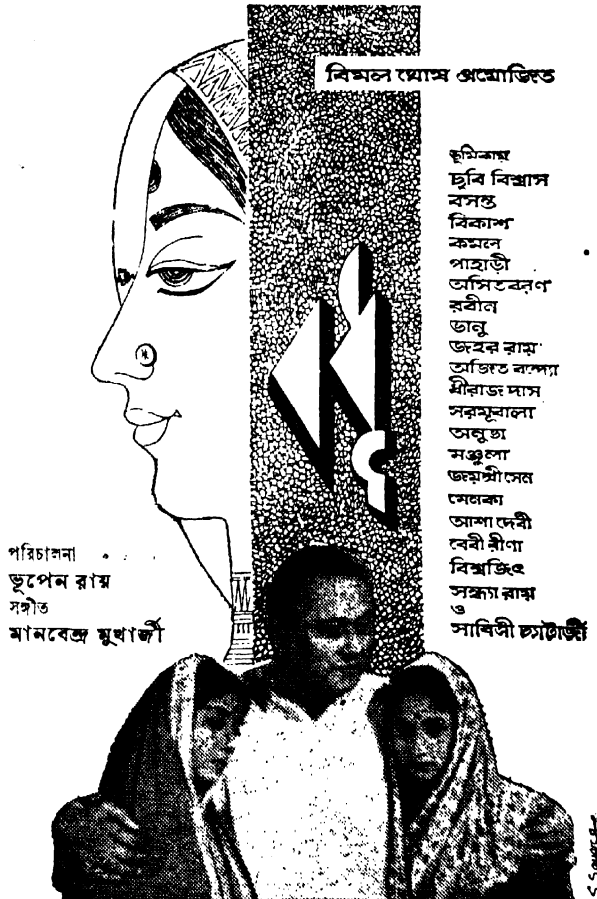 বিমল ঘোষ প্রযোজিত
বধূ
ভূমিকায়
ছবি বিশ্বাস
বসন্ত
বিকাশ
কমল
পাহাড়ী
অসিতবরণ
রবীন
ভানু
জহর রায়
অজিত বন্দ্যো
ধীরাজ দাস
সরযূবালা
অনুভা
মঞ্জুলা
জয়শ্রী সেন
মেনকা
আশা দেবী
বেবী রীণা
বিশ্বজিৎ
সন্ধ্যা রায়
ও
সাবিত্রী চ্যাটার্জী
পরিচালনা
ভূপেন রায়
সঙ্গীত
মানবেন্দ্র মুখার্জী